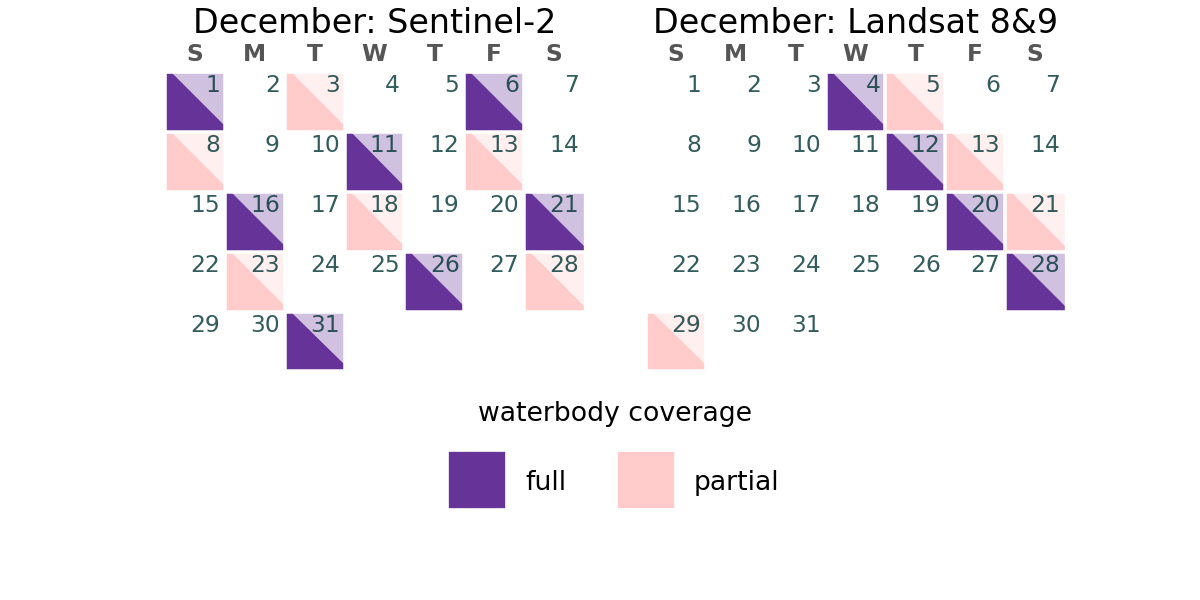 December: Sentinel-2
S M T W T F S
1 2 3 4 5 6 7
8 9 10 11 12 13 14
15 16 17 18 19 20 21
22 23 24 25 26 27 28
29 30 31
December: Landsat 8&9
S M T W T F S
1 2 3 4 5 6 7
8 9 10 11 12 13 14
15 16 17 18 19 20 21
22 23 24 25 26 27 28
29 30 31
waterbody coverage
full
partial